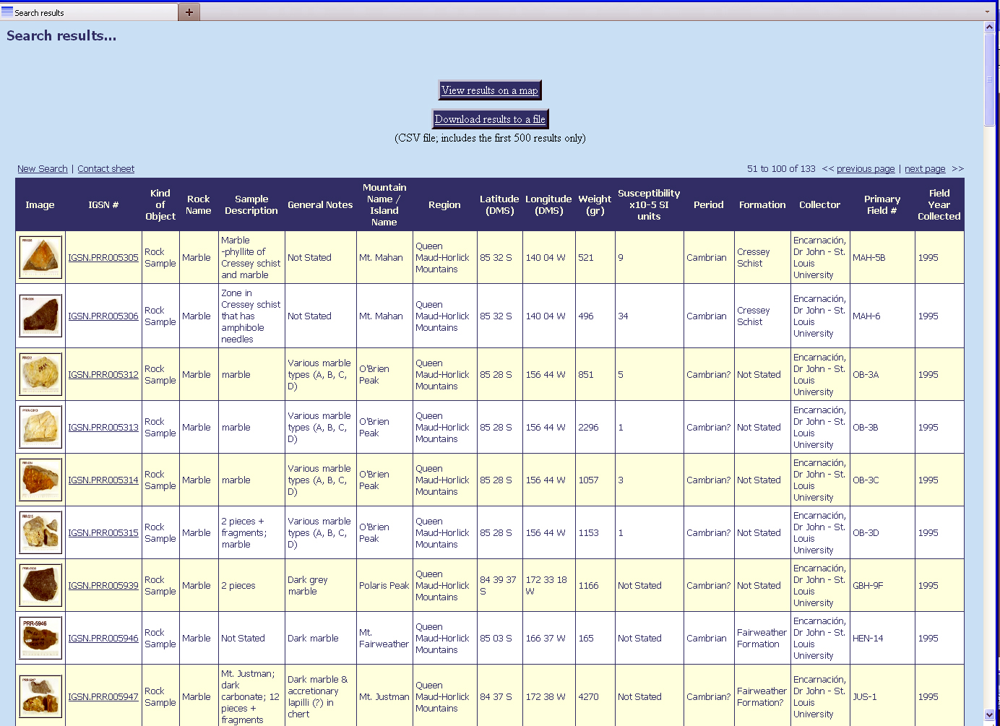 Search results
Search results...
View results on a map
Download results to a file
(CSV file; includes the first 500 results only)
New Search | Contact sheet
51 to 100 of 133 << previous page | next page >>
Image IGSN # Kind of Object Rock Name Sample Description General Notes Mountain Name / Island Name Region Latitude (DMS) Longitude (DMS) Weight (gr) Susceptibility x10-5 SI units Period Formation Collector Primary Field # Field Year Collected
IGSN.PRR005305 Rock Sample Marble Marble -phyllite of Cressey schist and marble Not Stated Mt. Mahan Queen Maud-Horlick Mountains 85 32 S 140 04 W 521 9 Cambrian Cressey Schist Encarnación, Dr John - St. Louis University MAH-5B 1995
IGSN.PRR005306 Rock Sample Marble Zone in Cressey schist that has amphibole needles Not Stated Mt. Mahan Queen Maud-Horlick Mountains 85 32 S 140 04 W 496 34 Cambrian Cressey Schist Encarnación, Dr John - St. Louis University MAH-6 1995
IGSN.PRR005312 Rock Sample Marble marble Various marble types (A, B, C, D) O'Brien Peak Queen Maud-Horlick Mountains 85 28 S 156 44 W 851 5 Cambrian? Not Stated Encarnación, Dr John - St. Louis University OB-3A 1995
PRR-5313 IGSN.PRR005313 Rock Sample Marble marble Various marble types (A, B, C, D) O'Brien Peak Queen Maud-Horlick Mountains 85 28 S 156 44 W 2296 1 Cambrian? Not Stated Encarnación, Dr John - St. Louis University OB-3B 1995
IGSN.PRR005314 Rock Sample Marble marble Various marble types (A, B, C, D) O'Brien Peak Queen Maud-Horlick Mountains 85 28 S 156 44 W 1057 3 Cambrian? Not Stated Encarnación, Dr John - St. Louis University OB-3C 1995
IGSN.PRR005315 Rock Sample Marble 2 pieces + fragments; marble Various marble types (A, B, C, D) O'Brien Peak Queen Maud-Horlick Mountains 85 28 S 156 44 W 1153 1 Cambrian? Not Stated Encarnación, Dr John - St. Louis University OB-3D 1995
IGSN.PRR005939 Rock Sample Marble 2 pieces Dark grey marble Polaris Peak Queen Maud-Horlick Mountains 84 39 37 S 172 33 18 W 1166 Not Stated Cambrian? Not Stated Encarnación, Dr John - St. Louis University GBH-9F 1995
PRR-5946 IGSN.PRR005946 Rock Sample Marble Not Stated Dark marble Mt. Fairweather Queen Maud-Horlick Mountains 85 03 S 166 37 W 165 Not Stated Cambrian Fairweather Formation Encarnación, Dr John - St. Louis University HEN-14 1995
IGSN.PRR005947 Rock Sample Marble Mt. Justman; dark carbonate; 12 pieces + fragments Dark marble & accretionary lapilli (?) in chert Mt. Justman Queen Maud-Horlick Mountains 84 37 S 172 38 W 4270 Not Stated Cambrian? Fairweather Formation? Encarnación, Dr John - St. Louis University JUS-1 1995